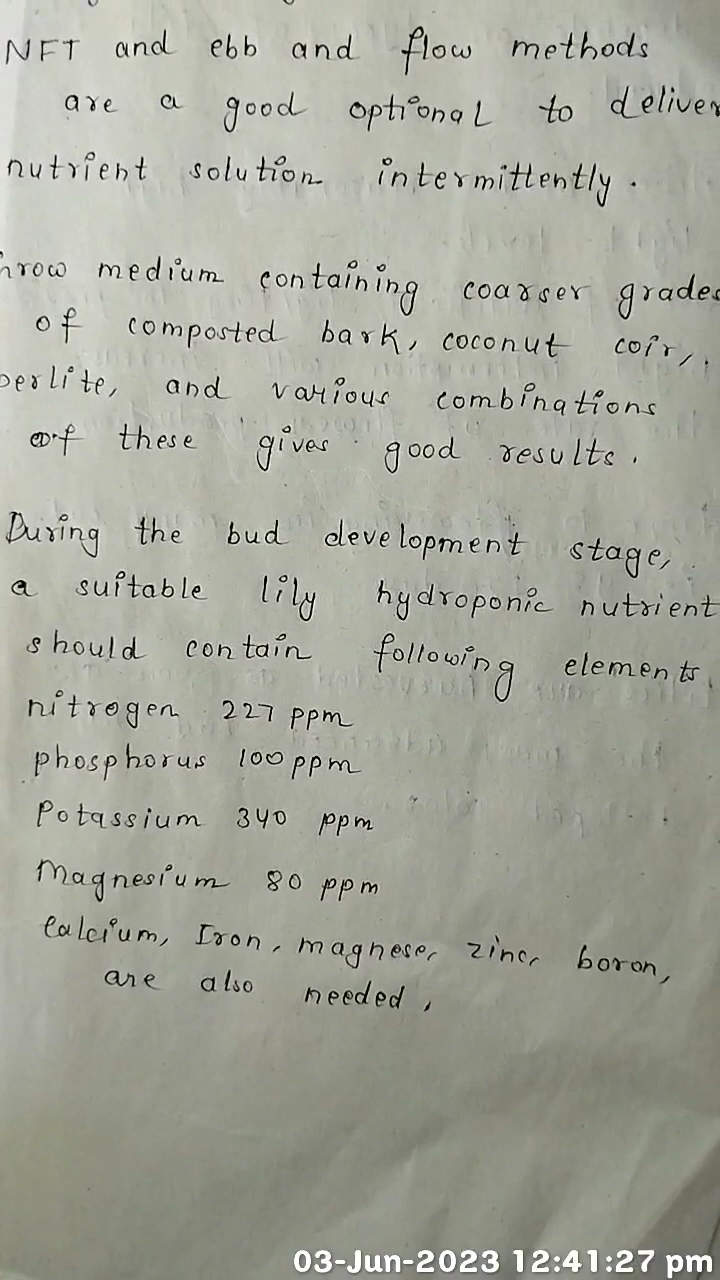 NFT and ebb and flow methods
are a good optional to deliver
nutrient solution intermittently.
hrow medium containing coarser grades
of composted bark, coconut coir,
perlite, and various combinations
of these gives good results.
During the bud development stage,
a suitable lily hydroponic nutrient
should contain following elements.
nitrogen 227 ppm
phosphorus 100 ppm
Potassium 340 ppm
Magnesium 80 ppm
Calcium, Iron, magnese, zinc, boron,
are also needed,
03-Jun-2023 12:41:27 pm